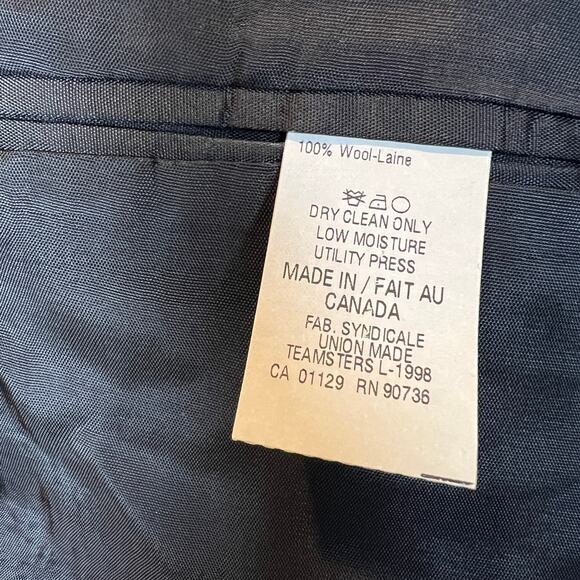 100% Wool-Laine
DRY CLEAN ONLY
LOW MOISTURE
UTILITY PRESS
MADE IN / FAIT AU
CANADA
FAB. SYNDICALE
UNION MADE
TEAMSTERS L-1998
CA 01129 RN 90736